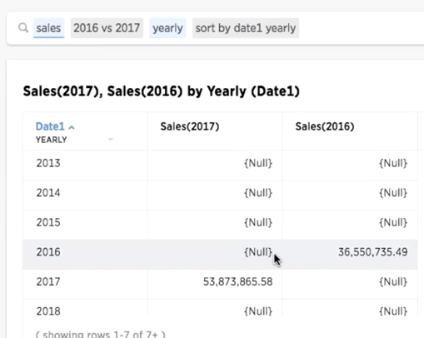 sales 2016 vs 2017 yearly sort by date1 yearly
Sales(2017), Sales(2016) by Yearly (Date1)
Date1 Sales(2017) Sales(2016)
YEARLY
2013 {Null} {Null}
2014 {Null} {Null}
2015 {Null} {Null}
2016 {Null} 36,550,735.49
2017 53,873,865.58 {Null}
2018 {Null} {Null}
( showing rows 1-7 of 7+ )